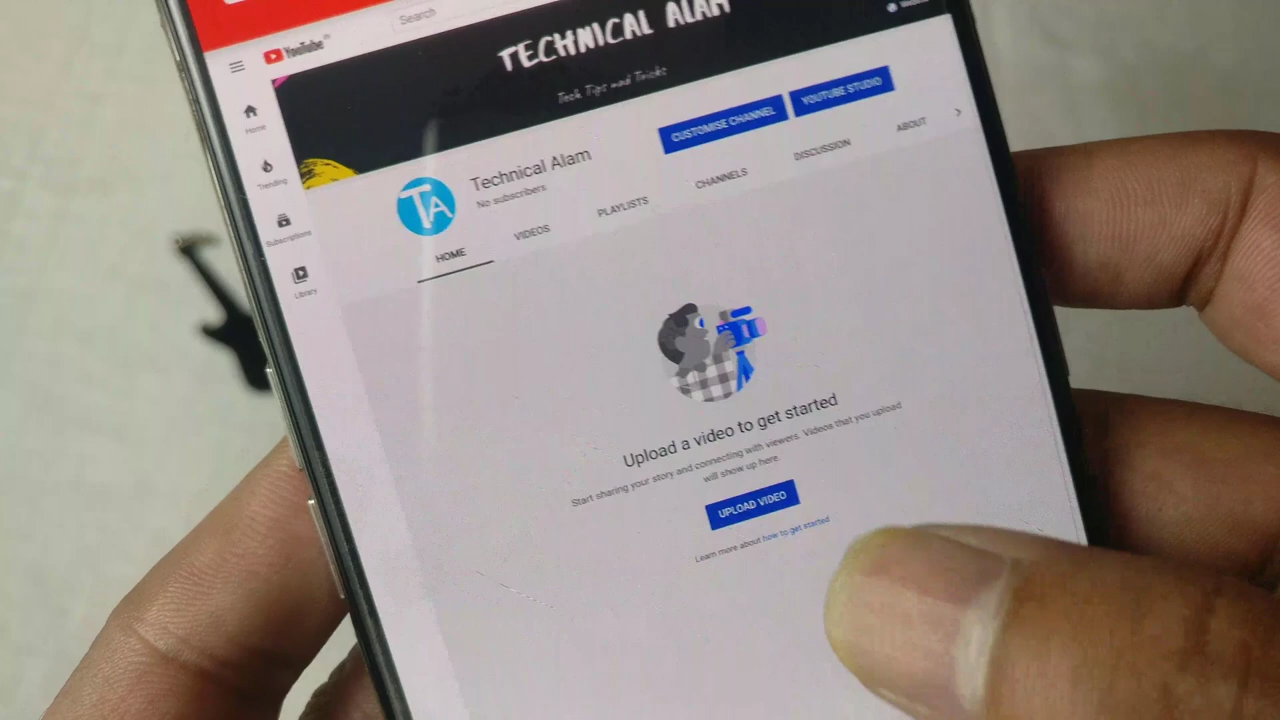 YouTube
Search
TECHNICAL ALAM
Tech Tips nad Tricks
CUSTOMISE CHANNEL
YOUTUBE STUDIO
TA
Technical Alam
No subscribers
HOME
VIDEOS
PLAYLISTS
CHANNELS
DISCUSSION
ABOUT
Home
Trending
Subscriptions
Library
Upload a video to get started
Start sharing your story and connecting with viewers. Videos that you upload
will show up here.
UPLOAD VIDEO
Learn more about how to get started